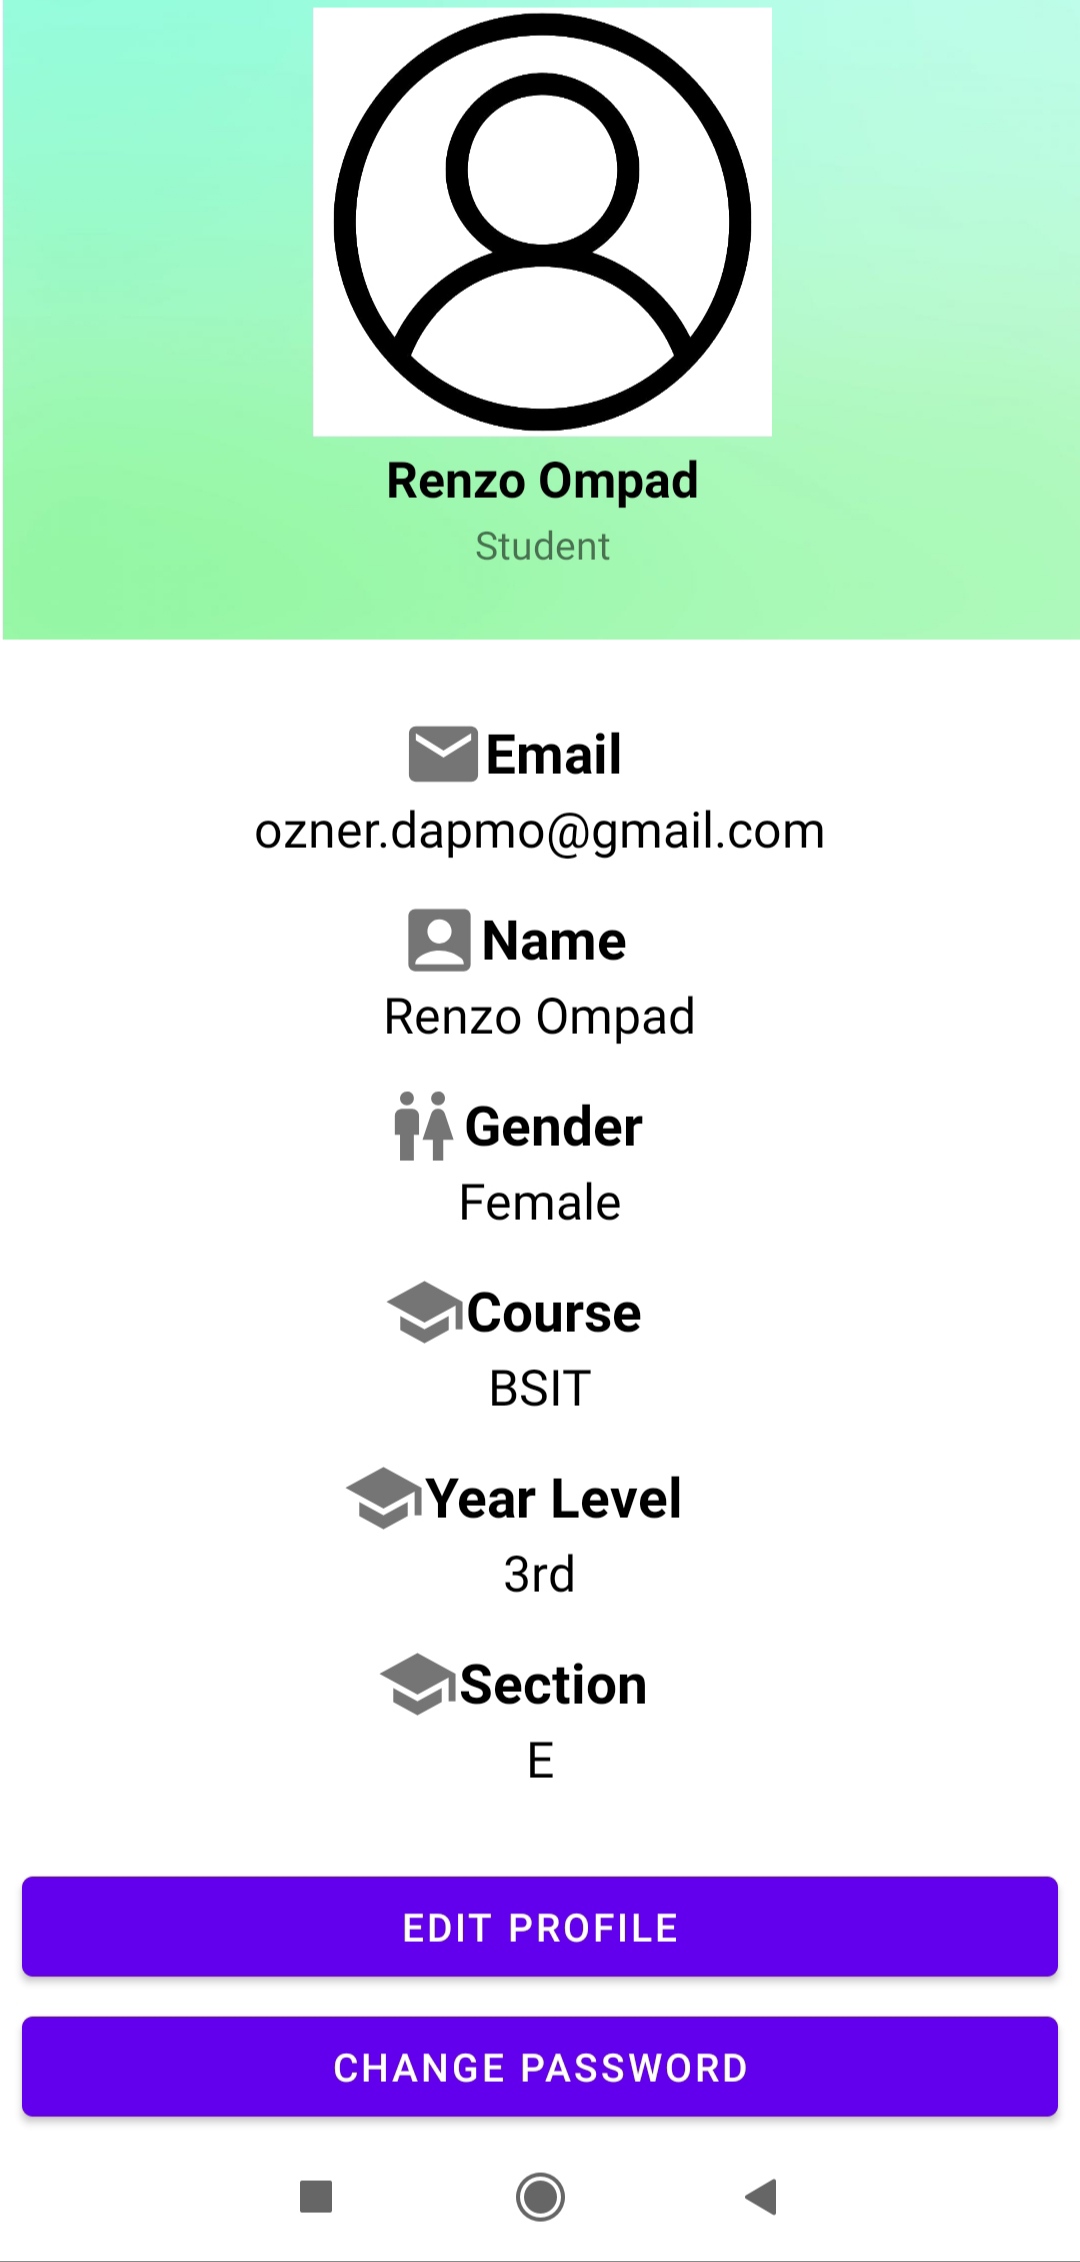 Renzo Ompad
Student
Email
ozner.dapmo@gmail.com
Name
Renzo Ompad
Gender
Female
Course
BSIT
Year Level
3rd
Section
E
EDIT PROFILE
CHANGE PASSWORD